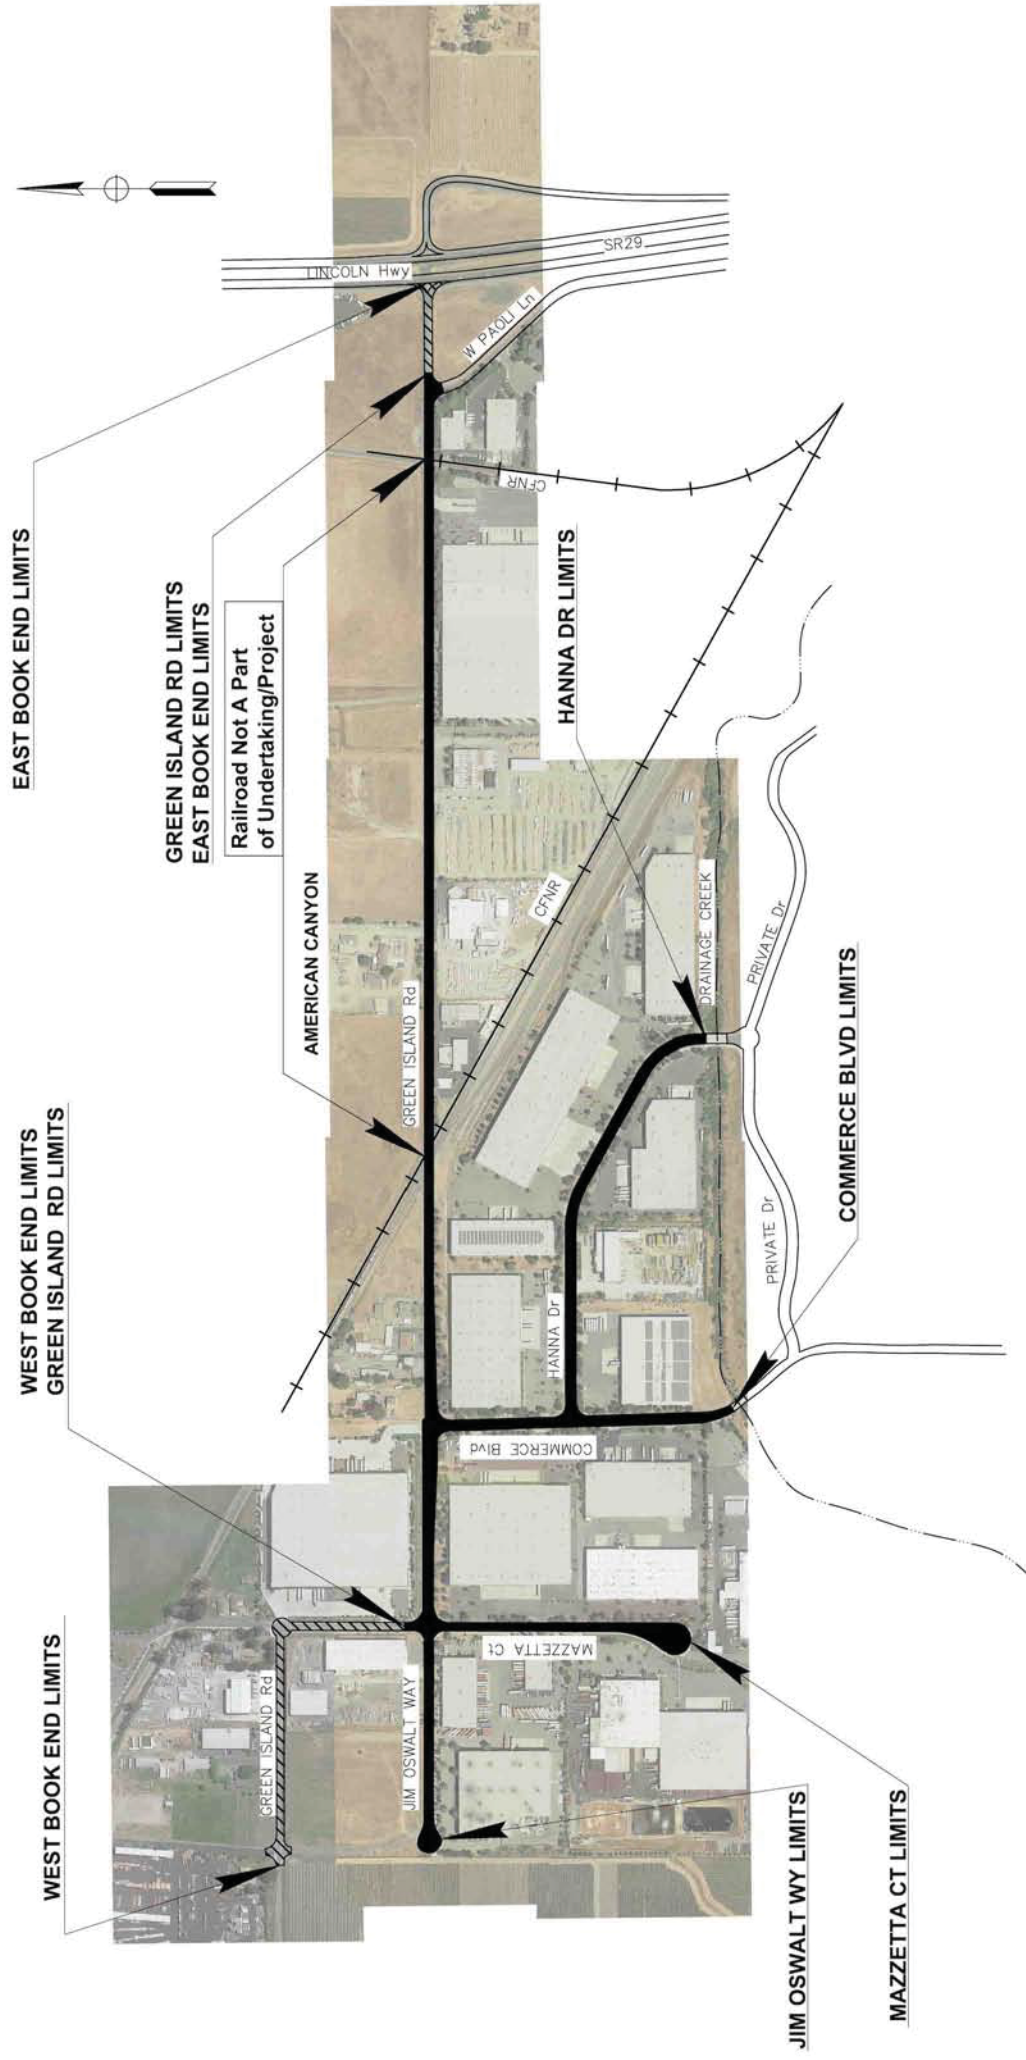 WEST BOOK END LIMITS
WEST BOOK END LIMITS
GREEN ISLAND RD LIMITS
EAST BOOK END LIMITS
GREEN ISLAND RD LIMITS
EAST BOOK END LIMITS
Railroad Not A Part
of Undertaking/Project
AMERICAN CANYON
LINCOLN Hwy
SR29
W PAOLI Ln
CFNR
GREEN ISLAND Rd
GREEN ISLAND Rd
JIM OSWALT WAY
MAZZETTA Ct
COMMERCE Blvd
HANNA Dr
CFNR
HANNA DR LIMITS
DRAINAGE CREEK
PRIVATE Dr
PRIVATE Dr
COMMERCE BLVD LIMITS
JIM OSWALT WY LIMITS
MAZZETTA CT LIMITS